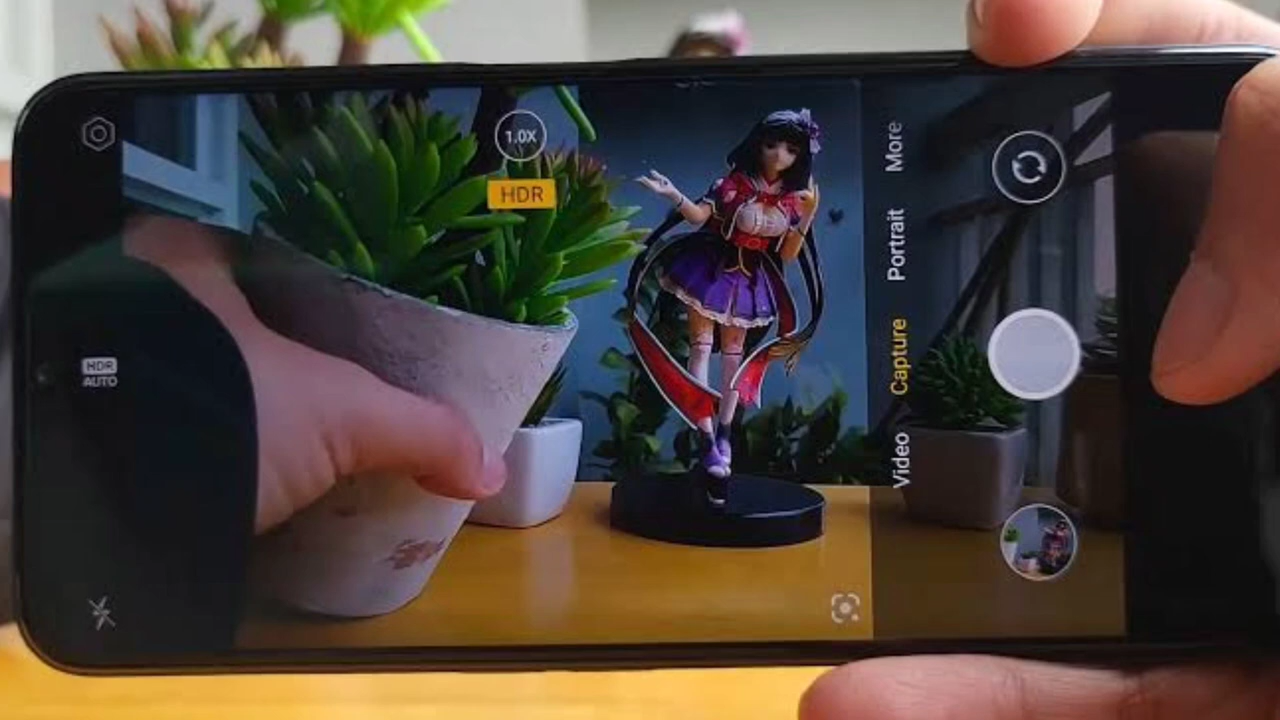 1.0X
HDR
HDR
AUTO
More
Portrait
Capture
Video